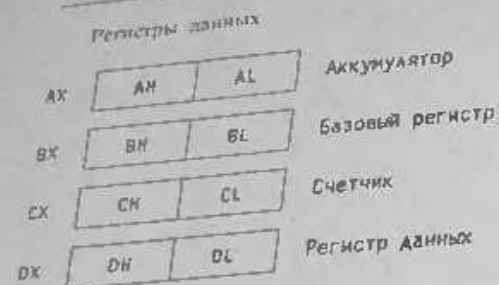 Регистры данных
AX AH AL Аккумулятор
BX BH BL Базовый регистр
CX CH CL Счетчик
DX DH DL Регистр данных